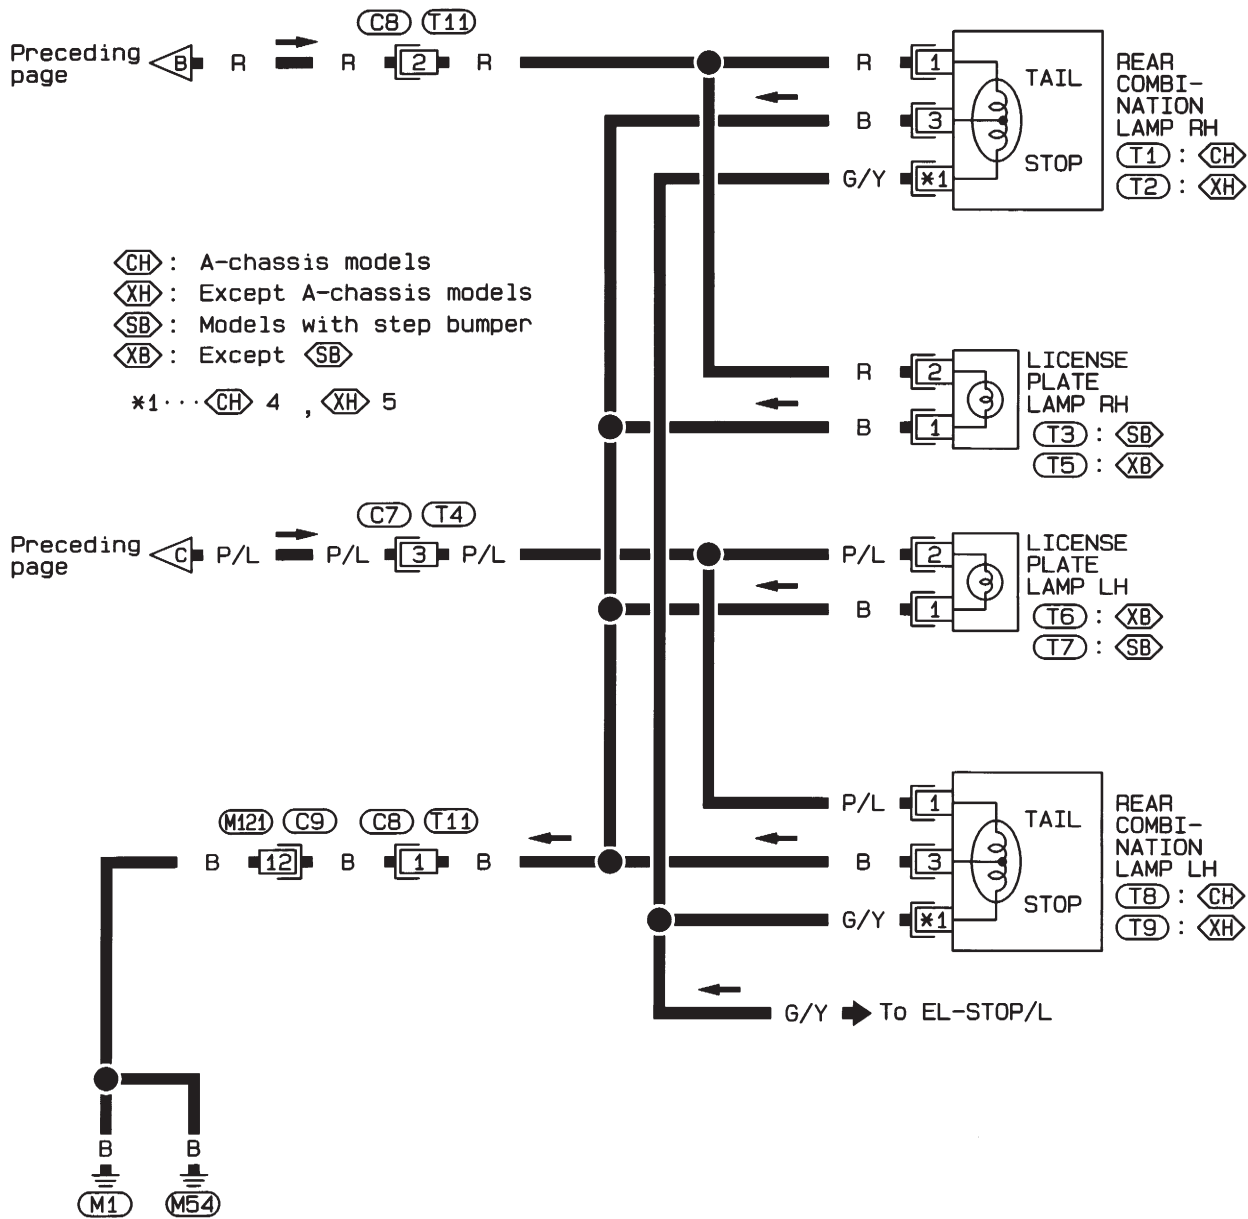 C8 T11
Preceding page
B R R 2 R R 1
TAIL
REAR COMBI-NATION LAMP RH
B 3
G/Y *1
STOP
T1 : CH
T2 : XH
CH : A-chassis models
XH : Except A-chassis models
SB : Models with step bumper
XB : Except SB
*1··· CH 4 , XH 5
R 2
B 1
LICENSE PLATE LAMP RH
T3 : SB
T5 : XB
C7 T4
Preceding page
C P/L P/L 3 P/L P/L 2
B 1
LICENSE PLATE LAMP LH
T6 : XB
T7 : SB
P/L 1
TAIL
REAR COMBI-NATION LAMP LH
M121 C9 C8 T11
B 12 B 1 B B 3
G/Y *1
STOP
T8 : CH
T9 : XH
G/Y To EL-STOP/L
B B
M1 M54